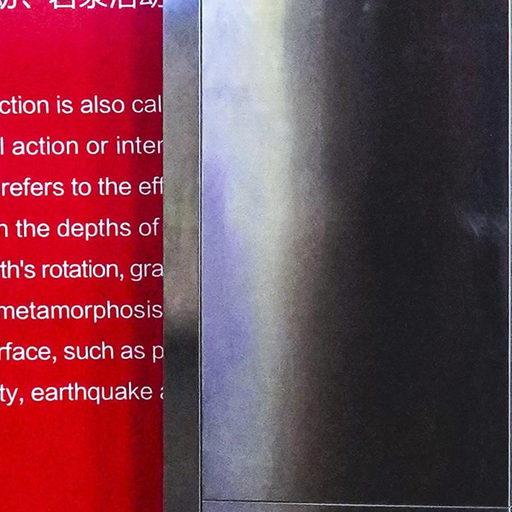 ction is also cal
l action or inter
refers to the eff
n the depths of
th's rotation, gra
metamorphosis
rface, such as p
ty, earthquake